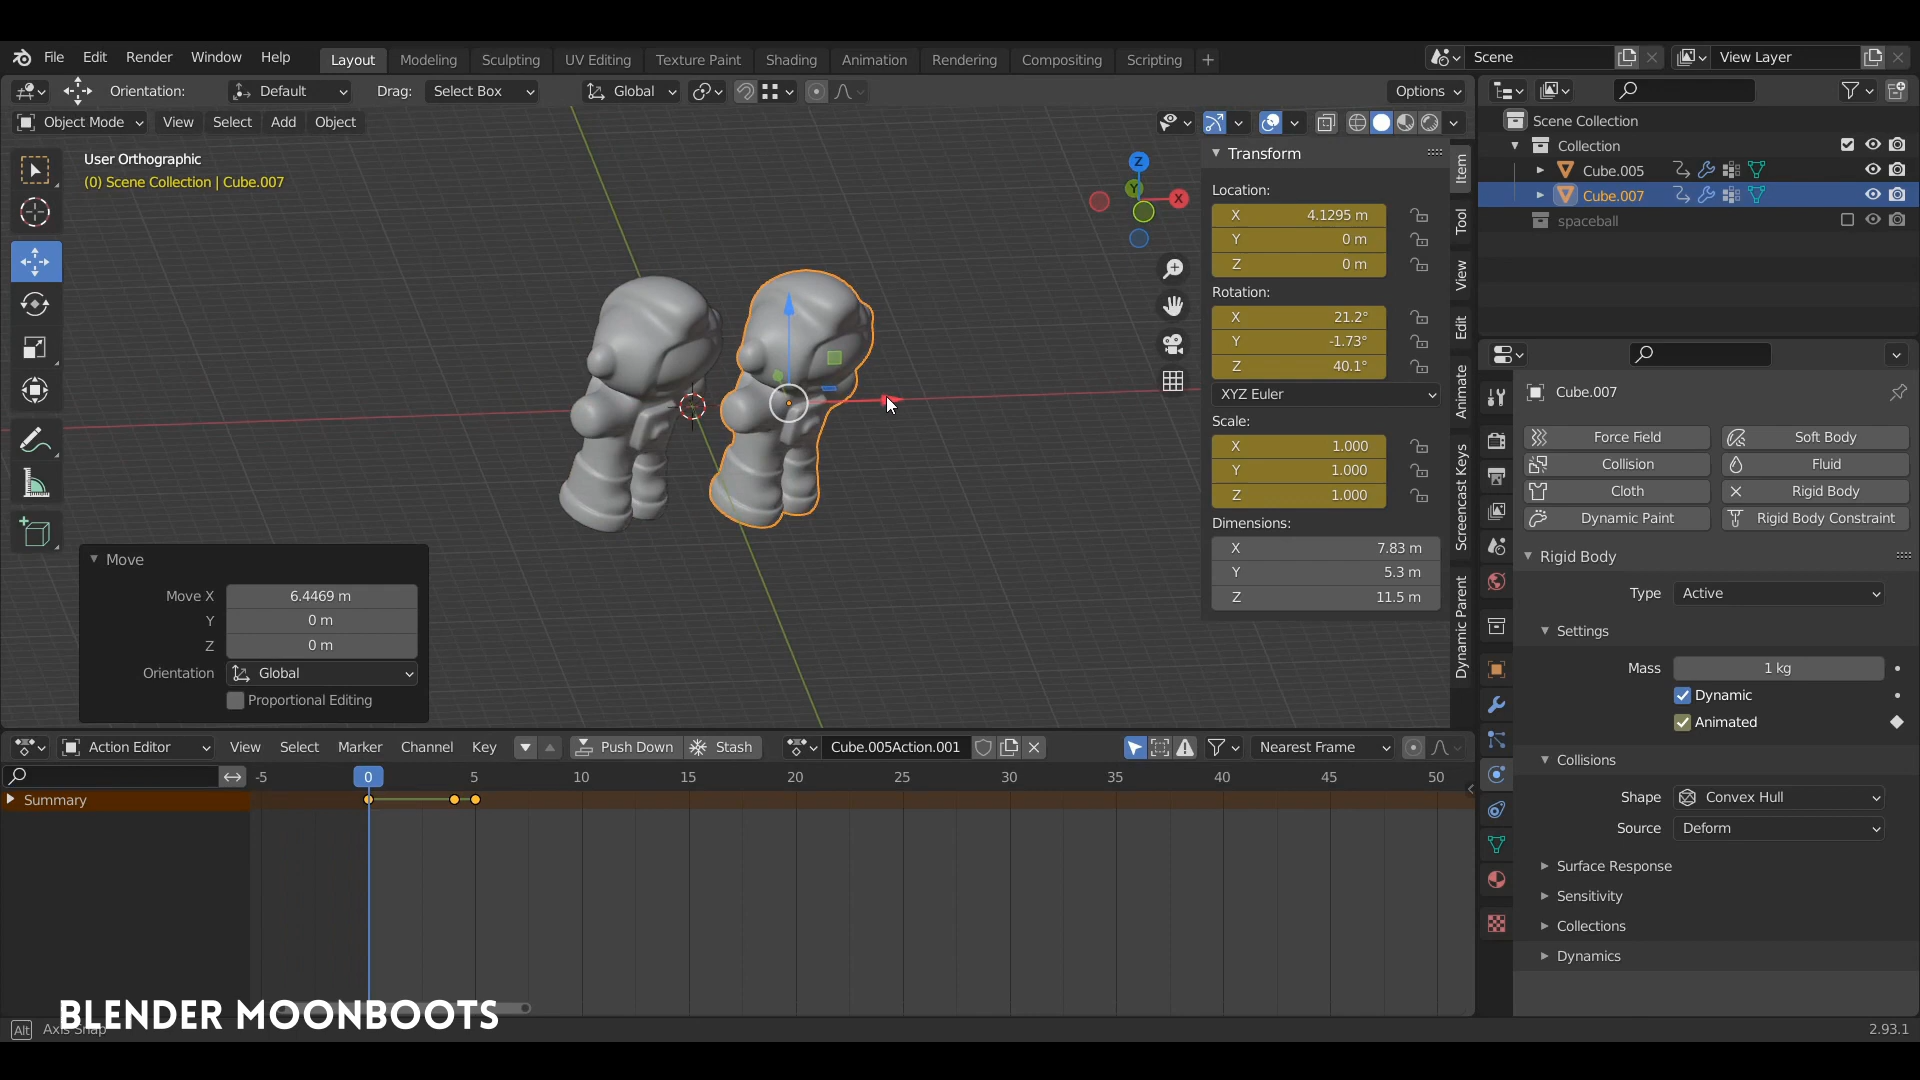 File Edit Render Window Help Layout Modeling Sculpting UV Editing Texture Paint Shading Animation Rendering Compositing Scripting + Scene View Layer
Orientation: Default Drag: Select Box Global Options
Object Mode View Select Add Object
User Orthographic
(0) Scene Collection | Cube.007
Z
Y
X
Transform
Location:
X 4.1295 m
Y 0 m
Z 0 m
Rotation:
X 21.2°
Y -1.73°
Z 40.1°
XYZ Euler
Scale:
X 1.000
Y 1.000
Z 1.000
Dimensions:
X 7.83 m
Y 5.3 m
Z 11.5 m
Item
Tool
View
Edit
Animate
Screencast Keys
Dynamic Parent
Scene Collection
Collection
Cube.005
Cube.007
spaceball
Cube.007
Force Field Soft Body
Collision Fluid
Cloth Rigid Body
Dynamic Paint Rigid Body Constraint
Rigid Body
Type Active
Settings
Mass 1 kg
Dynamic
Animated
Collisions
Shape Convex Hull
Source Deform
Surface Response
Sensitivity
Collections
Dynamics
Move
Move X 6.4469 m
Y 0 m
Z 0 m
Orientation Global
Proportional Editing
Action Editor View Select Marker Channel Key Push Down Stash Cube.005Action.001 Nearest Frame
-5 0 5 10 15 20 25 30 35 40 45 50
Summary
BLENDER MOONBOOTS
Alt Axis Snap
2.93.1